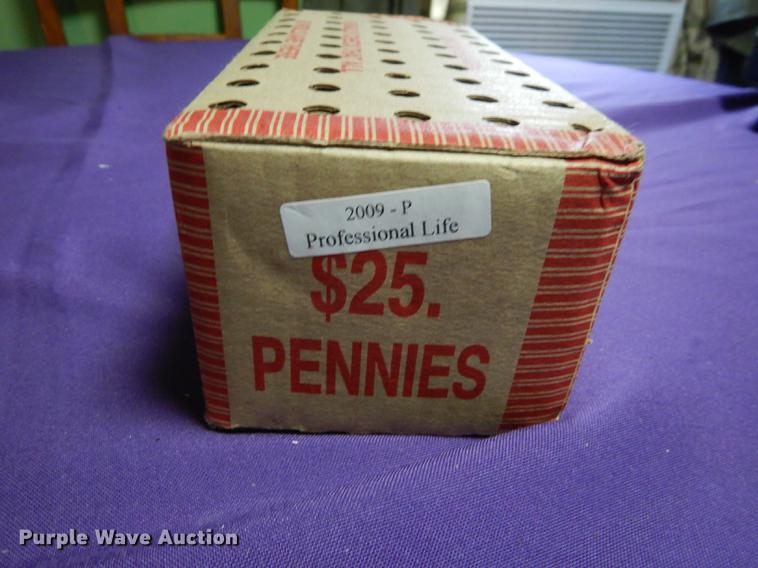 2009 - P
Professional Life
$25.
PENNIES
Purple Wave Auction